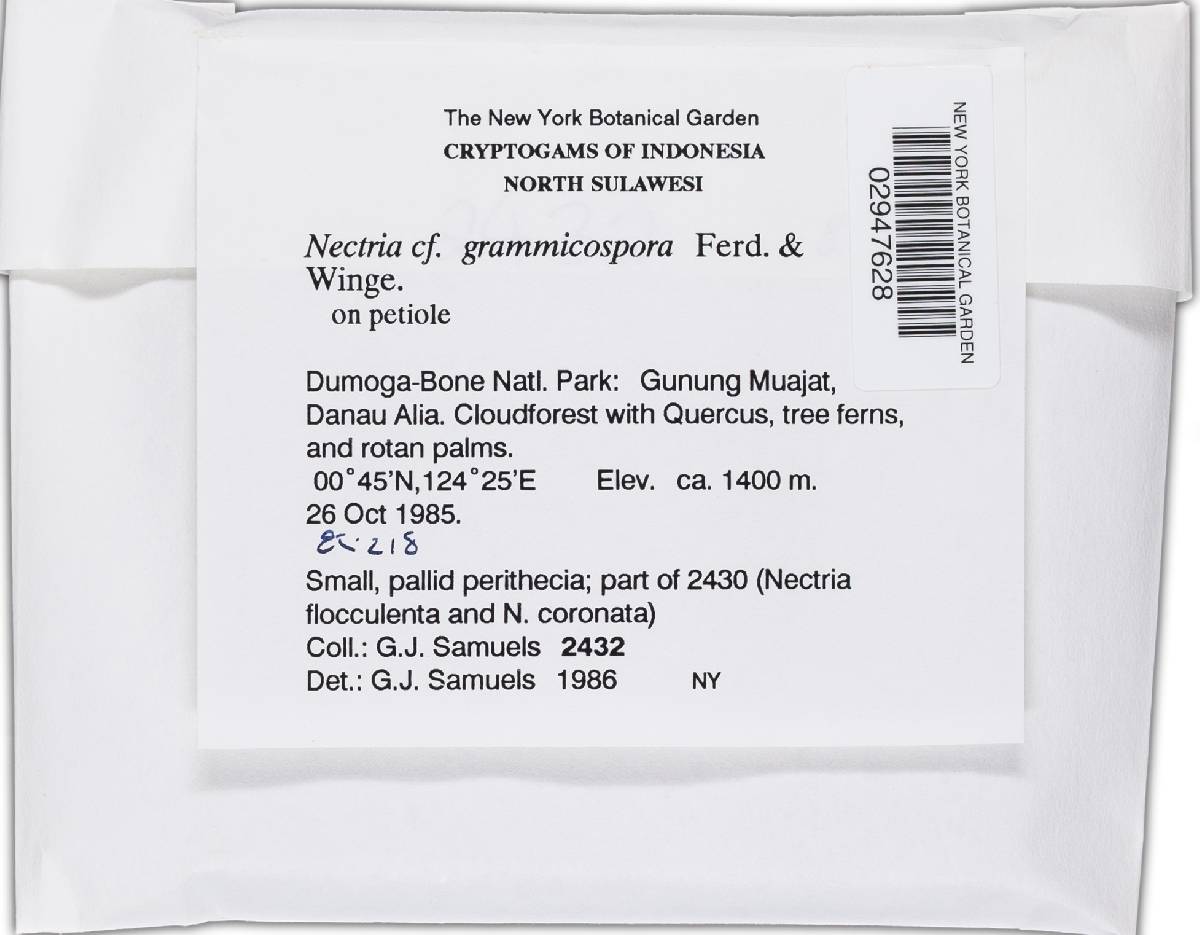 The New York Botanical Garden
CRYPTOGAMS OF INDONESIA
NORTH SULAWESI
Nectria cf. grammicospora Ferd. &
Winge.
on petiole
Dumoga-Bone Natl. Park: Gunung Muajat,
Danau Alia. Cloudforest with Quercus, tree ferns,
and rotan palms.
00°45'N,124°25'E Elev. ca. 1400 m.
26 Oct 1985.
218
Small, pallid perithecia; part of 2430 (Nectria
flocculenta and N. coronata)
Coll.: G.J. Samuels 2432
Det.: G.J. Samuels 1986 NY
NEW YORK BOTANICAL GARDEN
02947628